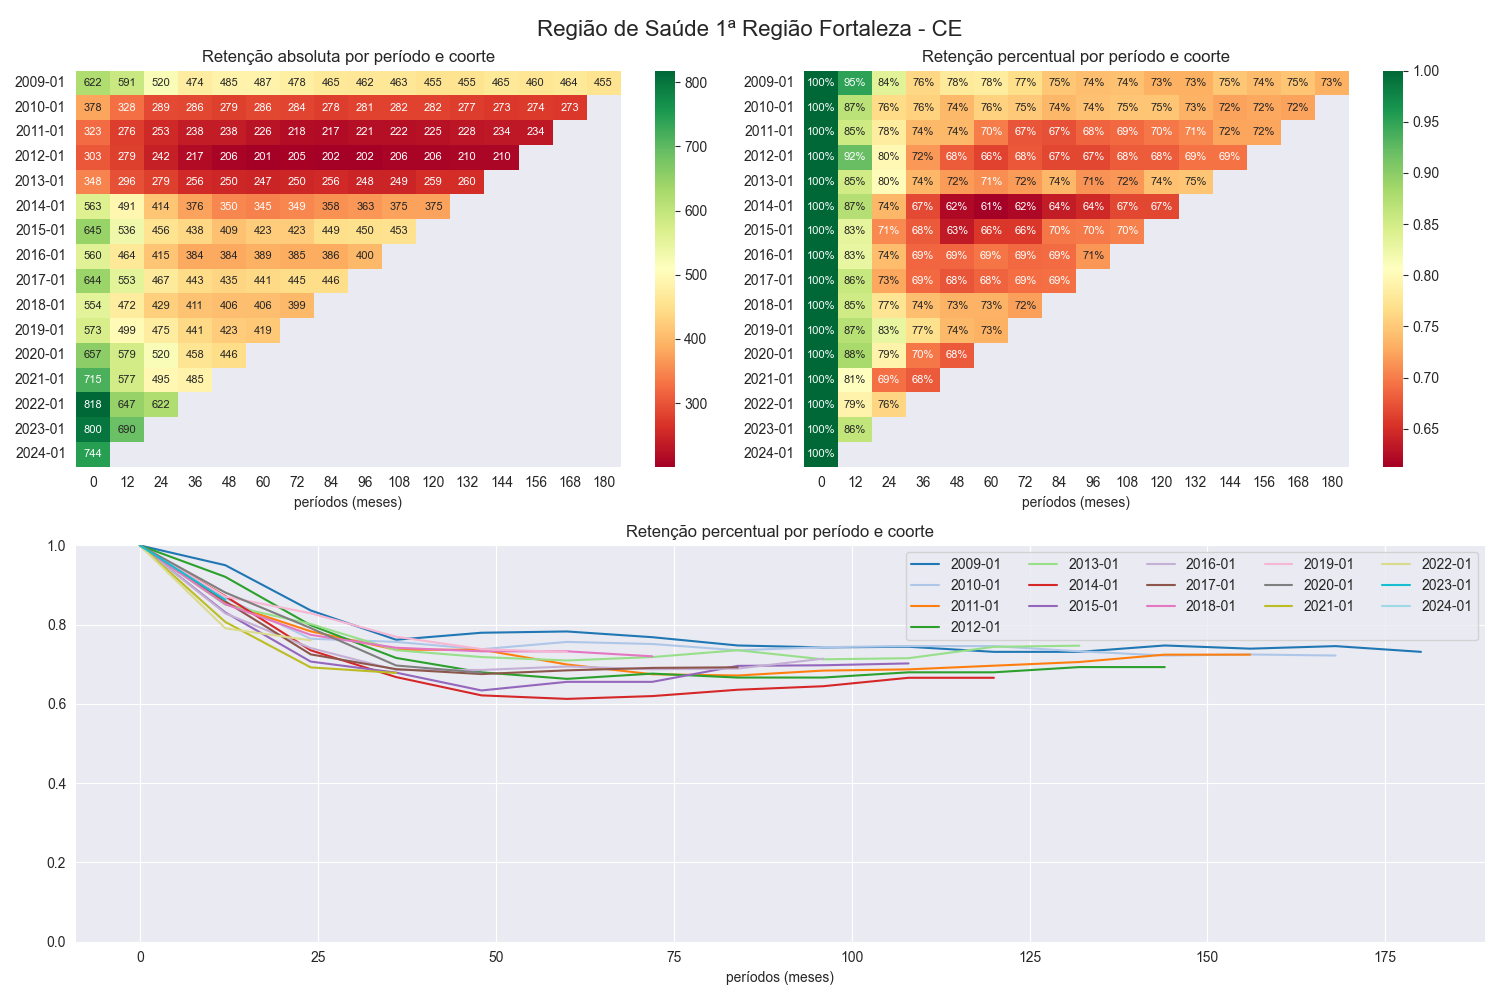 Região de Saúde 1ª Região Fortaleza - CE
Retenção absoluta por período e coorte
2009-01 622 591 520 474 485 487 478 465 462 463 455 455 465 460 464 455
2010-01 378 328 289 286 279 286 284 278 281 282 282 277 273 274 273
2011-01 323 276 253 238 238 226 218 217 221 222 225 228 234 234
2012-01 303 279 242 217 206 201 205 202 202 206 206 210 210
2013-01 348 296 279 256 250 247 250 256 248 249 259 260
2014-01 563 491 414 376 350 345 349 358 363 375 375
2015-01 645 536 456 438 409 423 423 449 450 453
2016-01 560 464 415 384 384 389 385 386 400
2017-01 644 553 467 443 435 441 445 446
2018-01 554 472 429 411 406 406 399
2019-01 573 499 475 441 423 419
2020-01 657 579 520 458 446
2021-01 715 577 495 485
2022-01 818 647 622
2023-01 800 690
2024-01 744
0 12 24 36 48 60 72 84 96 108 120 132 144 156 168 180
períodos (meses)
800
700
600
500
400
300
Retenção percentual por período e coorte
2009-01 100% 95% 84% 76% 78% 78% 77% 75% 74% 74% 73% 73% 75% 74% 75% 73%
2010-01 100% 87% 76% 76% 74% 76% 75% 74% 74% 75% 75% 73% 72% 72% 72%
2011-01 100% 85% 78% 74% 74% 70% 67% 67% 68% 69% 70% 71% 72% 72%
2012-01 100% 92% 80% 72% 68% 66% 68% 67% 67% 68% 68% 69% 69%
2013-01 100% 85% 80% 74% 72% 71% 72% 74% 71% 72% 74% 75%
2014-01 100% 87% 74% 67% 62% 61% 62% 64% 64% 67% 67%
2015-01 100% 83% 71% 68% 63% 66% 66% 70% 70% 70%
2016-01 100% 83% 74% 69% 69% 69% 69% 69% 71%
2017-01 100% 86% 73% 69% 68% 68% 69% 69%
2018-01 100% 85% 77% 74% 73% 73% 72%
2019-01 100% 87% 83% 77% 74% 73%
2020-01 100% 88% 79% 70% 68%
2021-01 100% 81% 69% 68%
2022-01 100% 79% 76%
2023-01 100% 86%
2024-01 100%
0 12 24 36 48 60 72 84 96 108 120 132 144 156 168 180
períodos (meses)
1.00
0.95
0.90
0.85
0.80
0.75
0.70
0.65
Retenção percentual por período e coorte
1.0
0.8
0.6
0.4
0.2
0.0
2009-01 2013-01 2016-01 2019-01 2022-01
2010-01 2014-01 2017-01 2020-01 2023-01
2011-01 2015-01 2018-01 2021-01 2024-01
2012-01
0 25 50 75 100 125 150 175
períodos (meses)